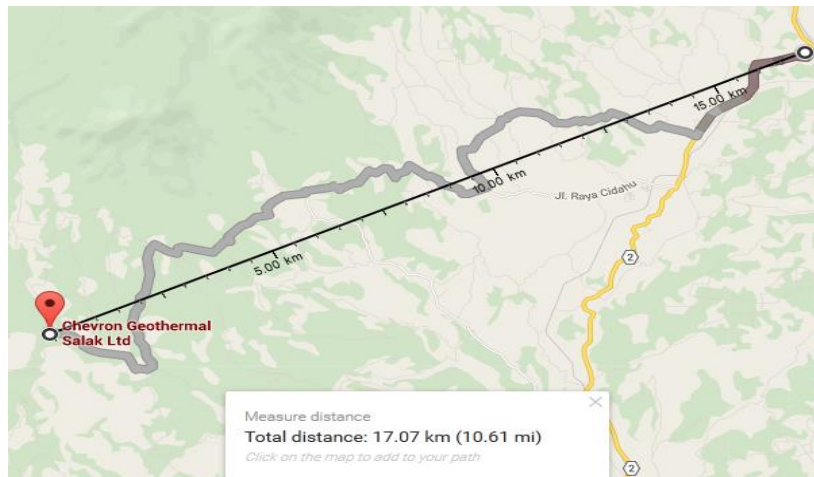 15.00 km
10.00 km
Jl. Raya Cidahu
2
5.00 km
Chevron Geothermal
Salak Ltd
Measure distance
Total distance: 17.07 km (10.61 mi)
Click on the map to add to your path
2